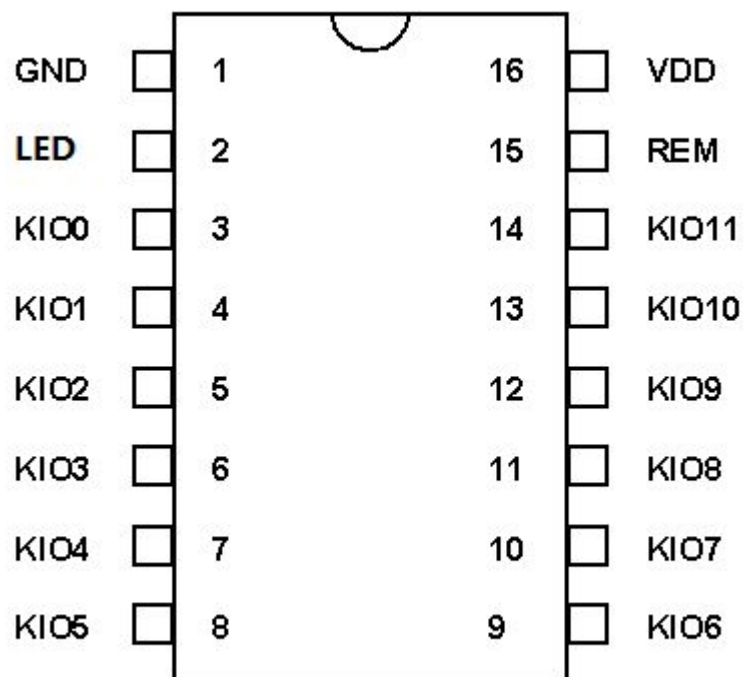 GND 1 16 VDD
LED 2 15 REM
KIO0 3 14 KIO11
KIO1 4 13 KIO10
KIO2 5 12 KIO9
KIO3 6 11 KIO8
KIO4 7 10 KIO7
KIO5 8 9 KIO6